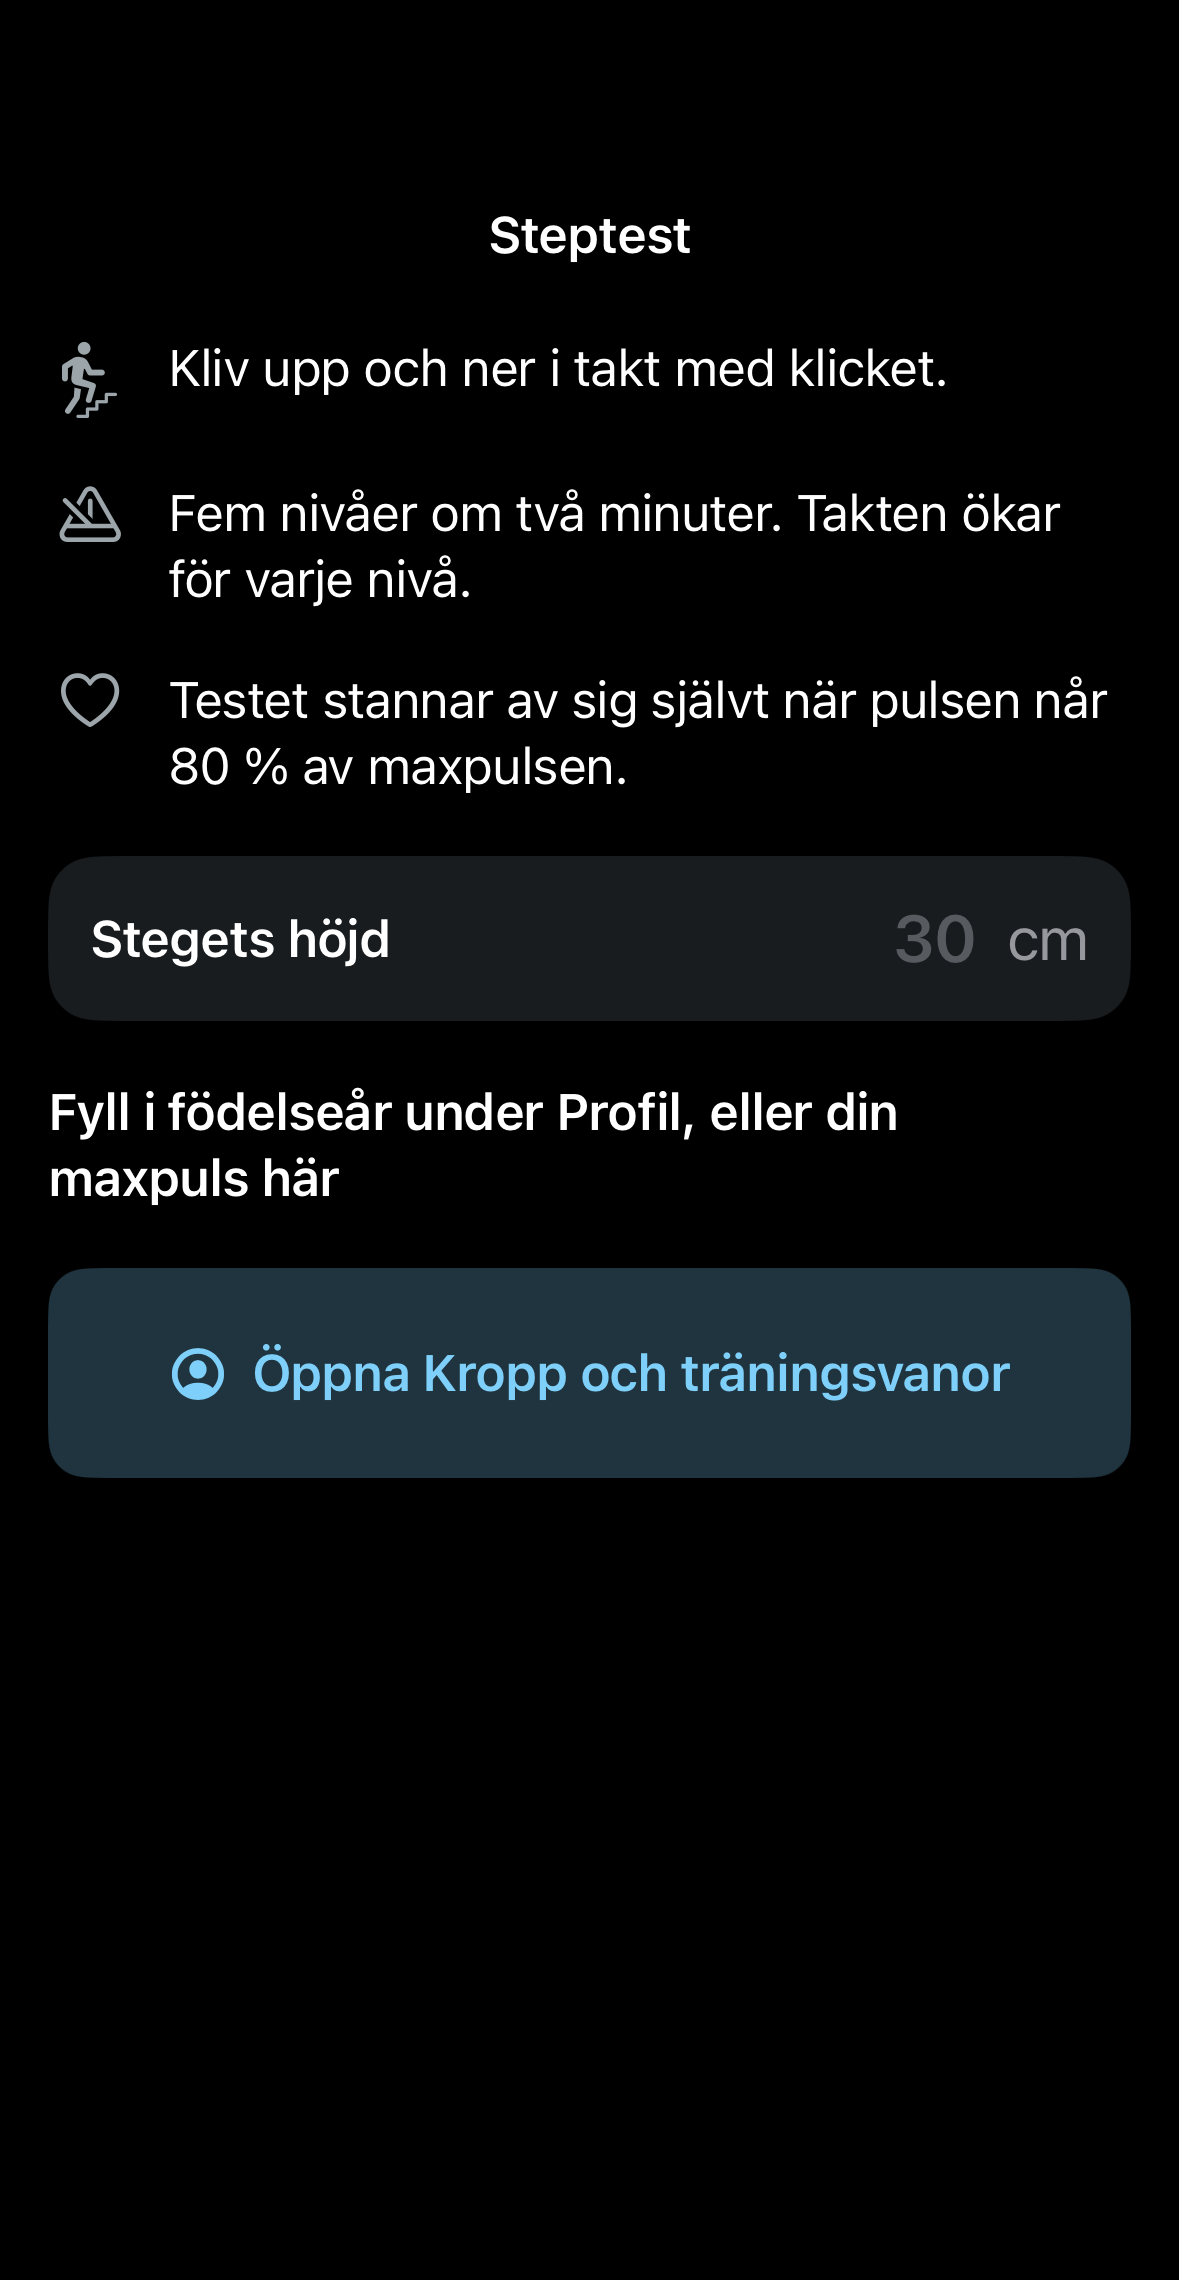 Steptest
Kliv upp och ner i takt med klicket.
Fem nivåer om två minuter. Takten ökar
för varje nivå.
Testet stannar av sig självt när pulsen når
80 % av maxpulsen.
Stegets höjd 30 cm
Fyll i födelseår under Profil, eller din
maxpuls här
Öppna Kropp och träningsvanor